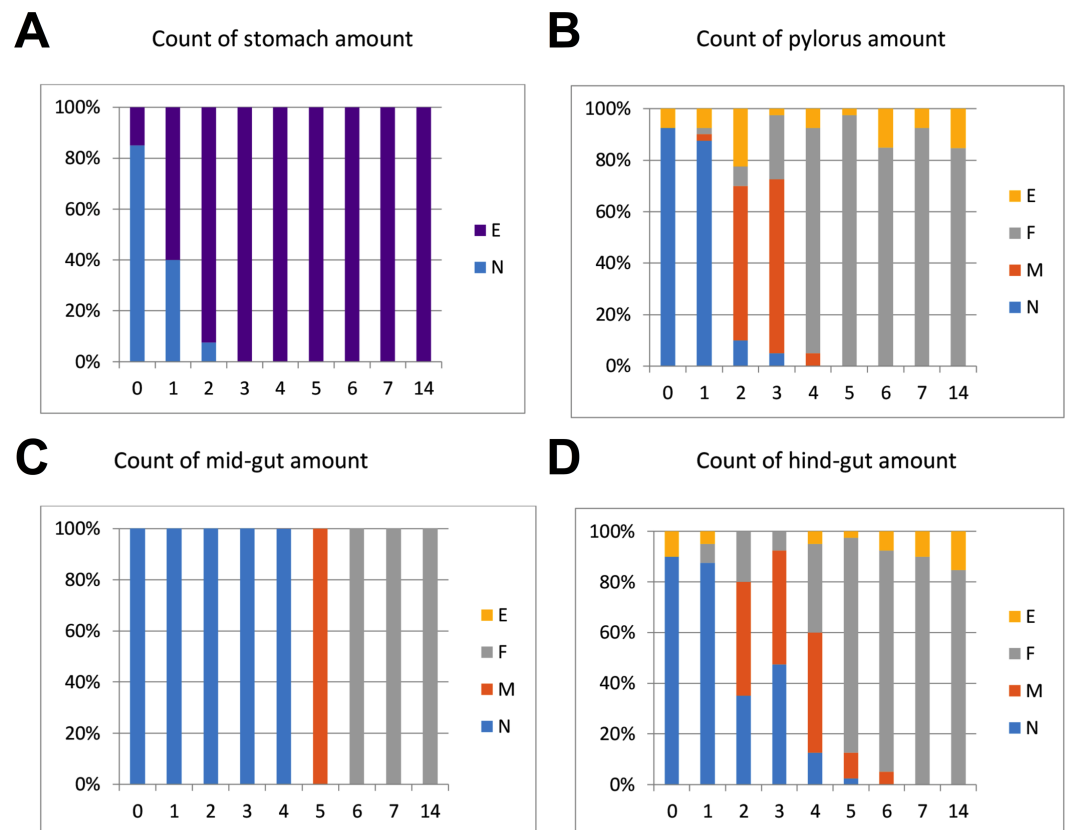 A
Count of stomach amount
100%
80%
60%
40%
20%
0%
0 1 2 3 4 5 6 7 14
E
N
B
Count of pylorus amount
100%
80%
60%
40%
20%
0%
0 1 2 3 4 5 6 7 14
E
F
M
N
C
Count of mid-gut amount
100%
80%
60%
40%
20%
0%
0 1 2 3 4 5 6 7 14
E
F
M
N
D
Count of hind-gut amount
100%
80%
60%
40%
20%
0%
0 1 2 3 4 5 6 7 14
E
F
M
N